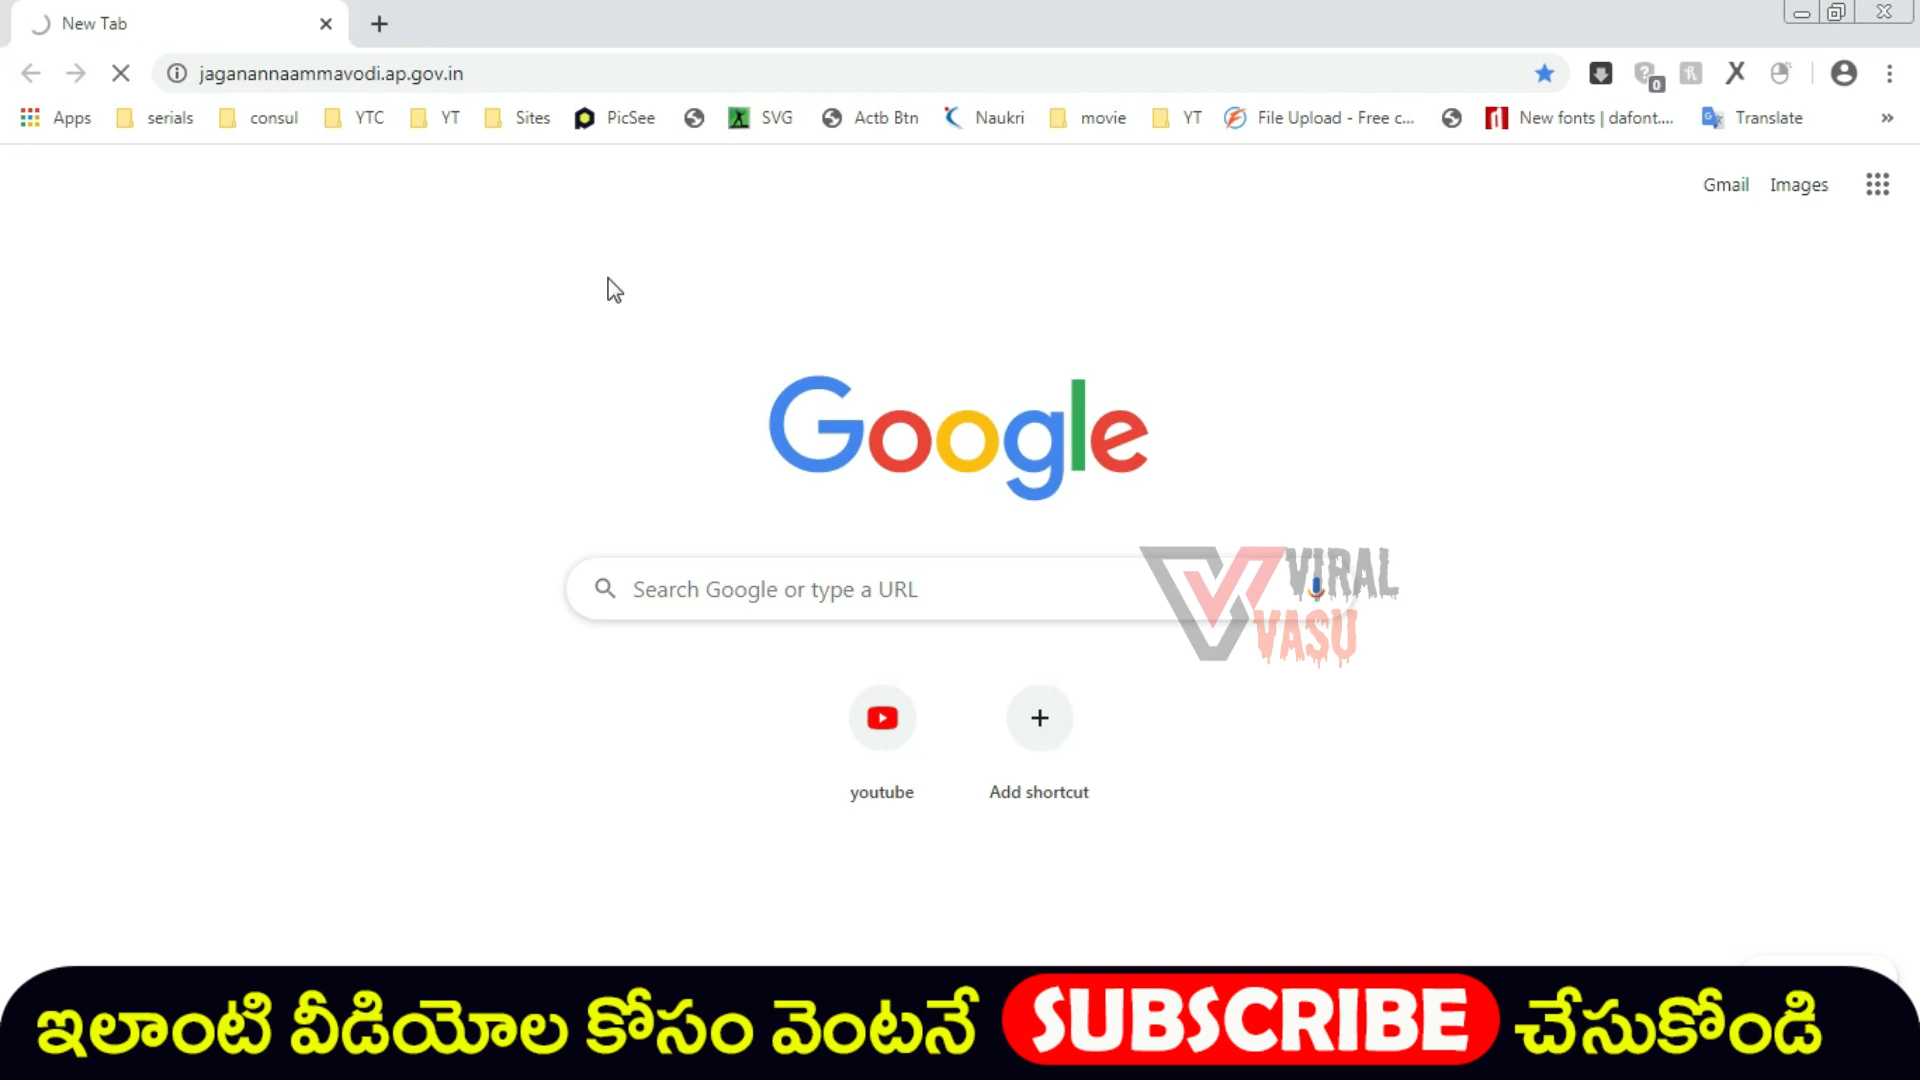 New Tab
jaganannaammavodi.ap.gov.in
0
Apps serials consul YTC YT Sites PicSee SVG Actb Btn Naukri movie YT File Upload - Free c... New fonts | dafont.... Translate »
Gmail Images
Google
Search Google or type a URL
VIRAL
VASU
youtube Add shortcut
ఇలాంటి వీడియోల కోసం వెంటనే SUBSCRIBE చేసుకోండి